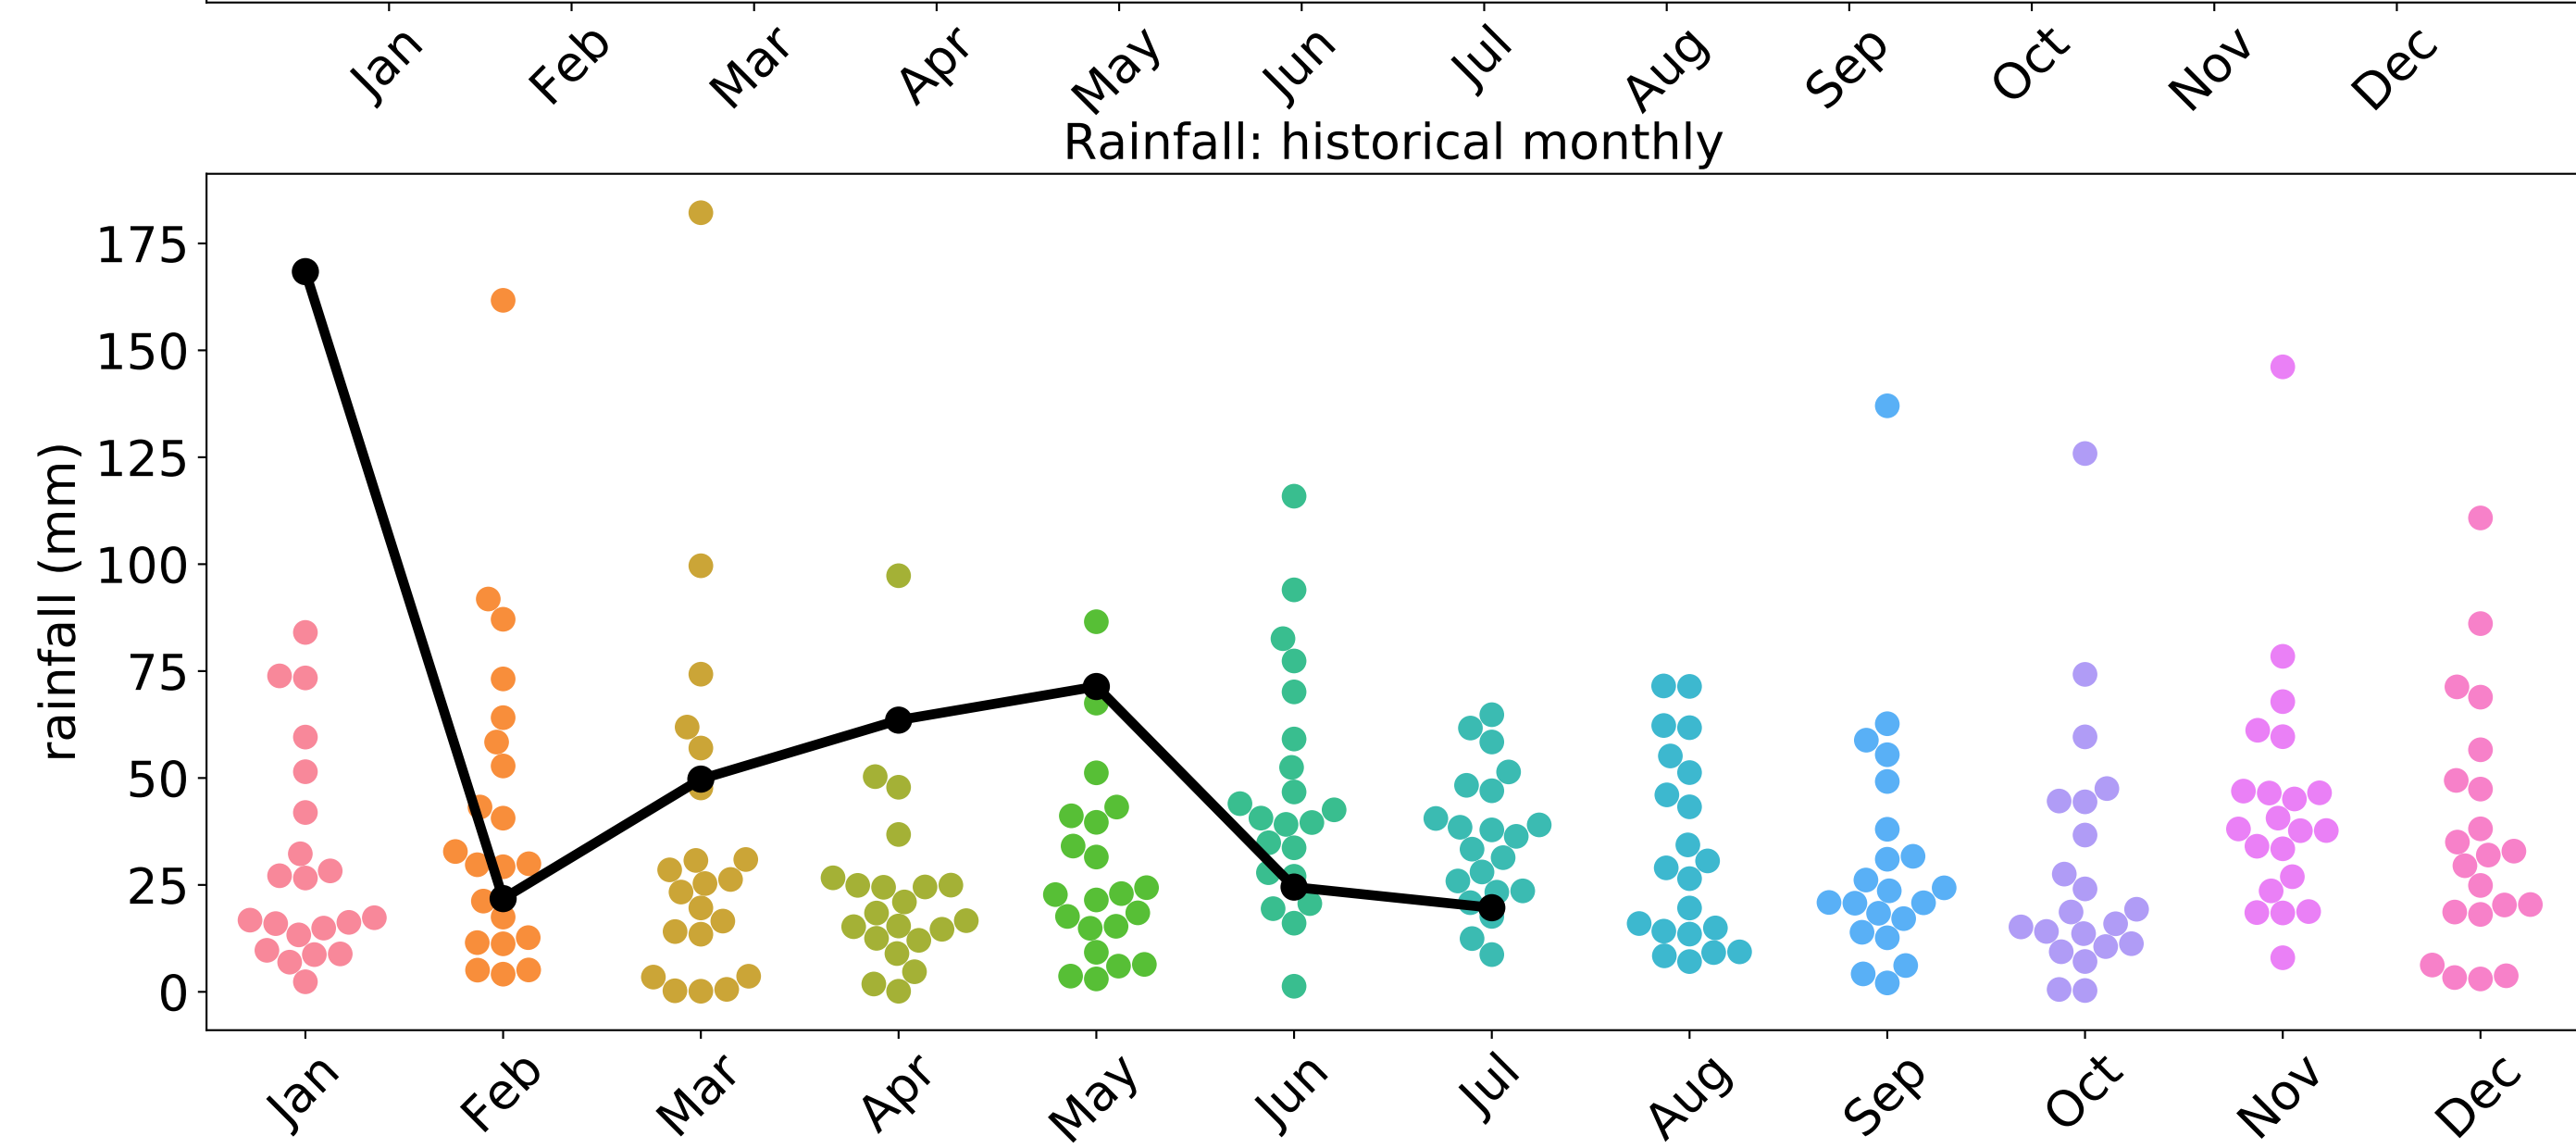 Jan Feb Mar Apr May Jun Jul Aug Sep Oct Nov Dec
Rainfall: historical monthly
175
150
125
100
75
50
25
0
rainfall (mm)
Jan Feb Mar Apr May Jun Jul Aug Sep Oct Nov Dec